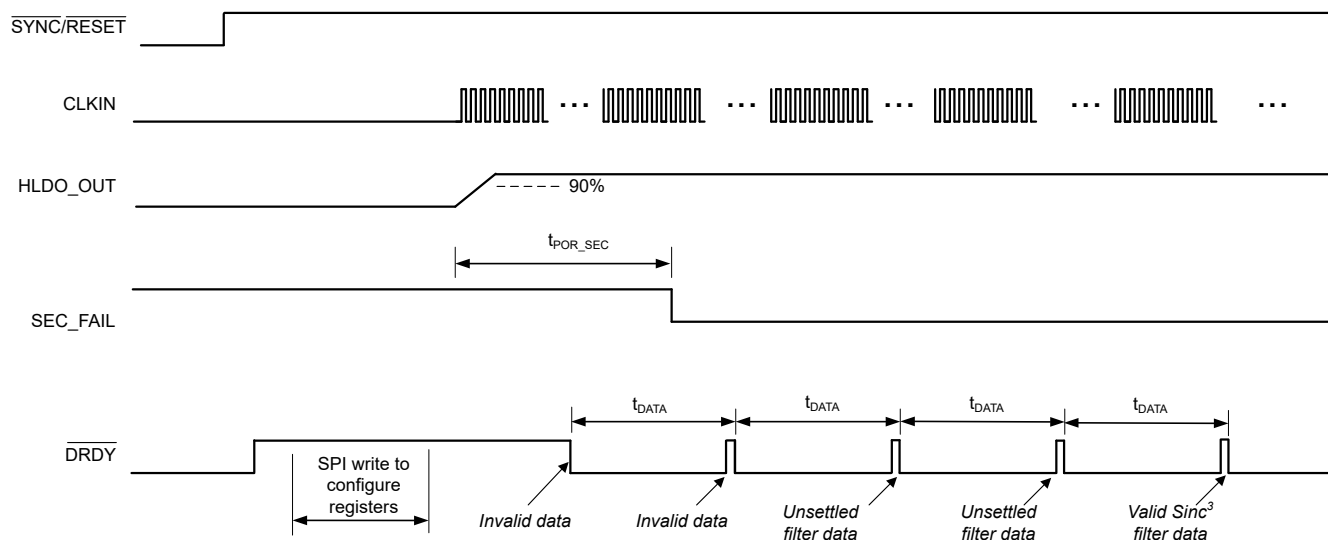 SYNC/RESET
CLKIN
... ... ... ... ...
HLDO_OUT
90%
tPOR_SEC
SEC_FAIL
tDATA tDATA tDATA tDATA
DRDY
SPI write to
configure
registers
Invalid data Invalid data Unsettled Unsettled Valid Sinc³
filter data filter data filter data